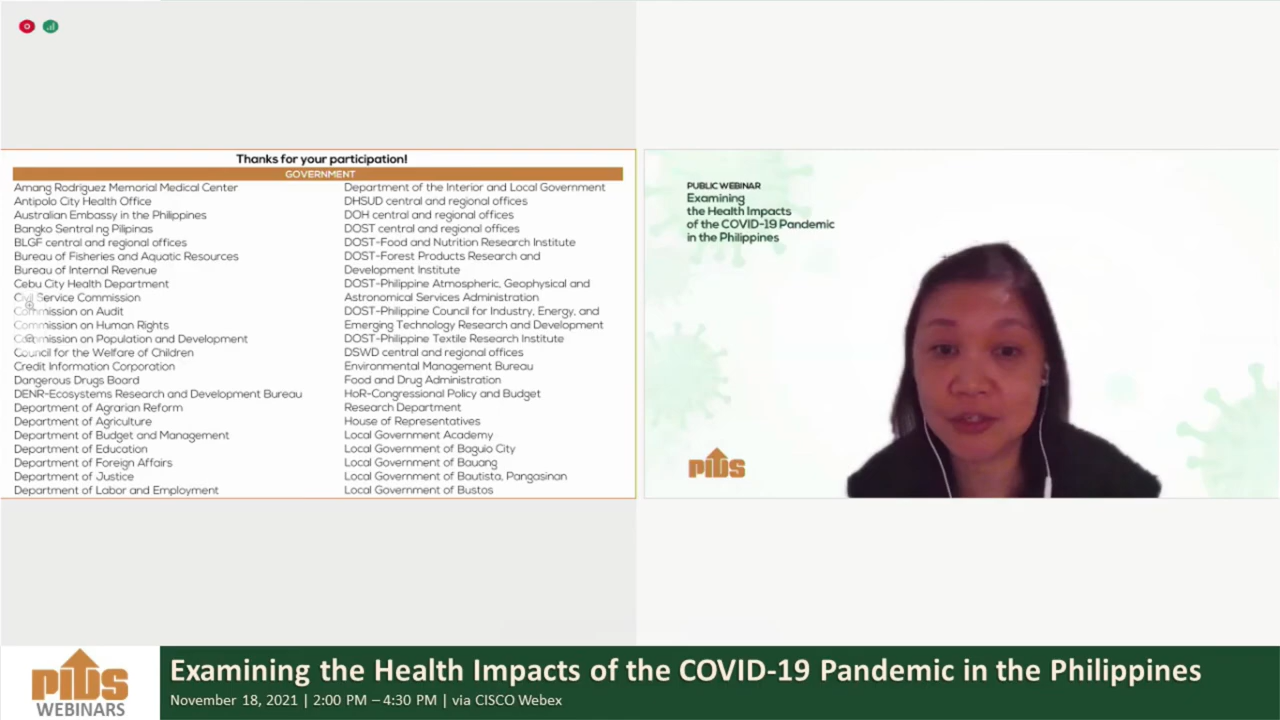 Thanks for your participation!
GOVERNMENT
Amang Rodriguez Memorial Medical Center
Antipolo City Health Office
Australian Embassy in the Philippines
Bangko Sentral ng Pilipinas
BLGF central and regional offices
Bureau of Fisheries and Aquatic Resources
Bureau of Internal Revenue
Cebu City Health Department
Civil Service Commission
Commission on Audit
Commission on Human Rights
Commission on Population and Development
Council for the Welfare of Children
Credit Information Corporation
Dangerous Drugs Board
DENR-Ecosystems Research and Development Bureau
Department of Agrarian Reform
Department of Agriculture
Department of Budget and Management
Department of Education
Department of Foreign Affairs
Department of Justice
Department of Labor and Employment
Department of the Interior and Local Government
DHSUD central and regional offices
DOH central and regional offices
DOST central and regional offices
DOST-Food and Nutrition Research Institute
DOST-Forest Products Research and
Development Institute
DOST-Philippine Atmospheric, Geophysical and
Astronomical Services Administration
DOST-Philippine Council for Industry, Energy, and
Emerging Technology Research and Development
DOST-Philippine Textile Research Institute
DSWD central and regional offices
Environmental Management Bureau
Food and Drug Administration
HoR-Congressional Policy and Budget
Research Department
House of Representatives
Local Government Academy
Local Government of Baguio City
Local Government of Bauang
Local Government of Bautista, Pangasinan
Local Government of Bustos
PUBLIC WEBINAR
Examining
the Health Impacts
of the COVID-19 Pandemic
in the Philippines
PIDS
PIDS
WEBINARS
Examining the Health Impacts of the COVID-19 Pandemic in the Philippines
November 18, 2021 | 2:00 PM – 4:30 PM | via CISCO Webex